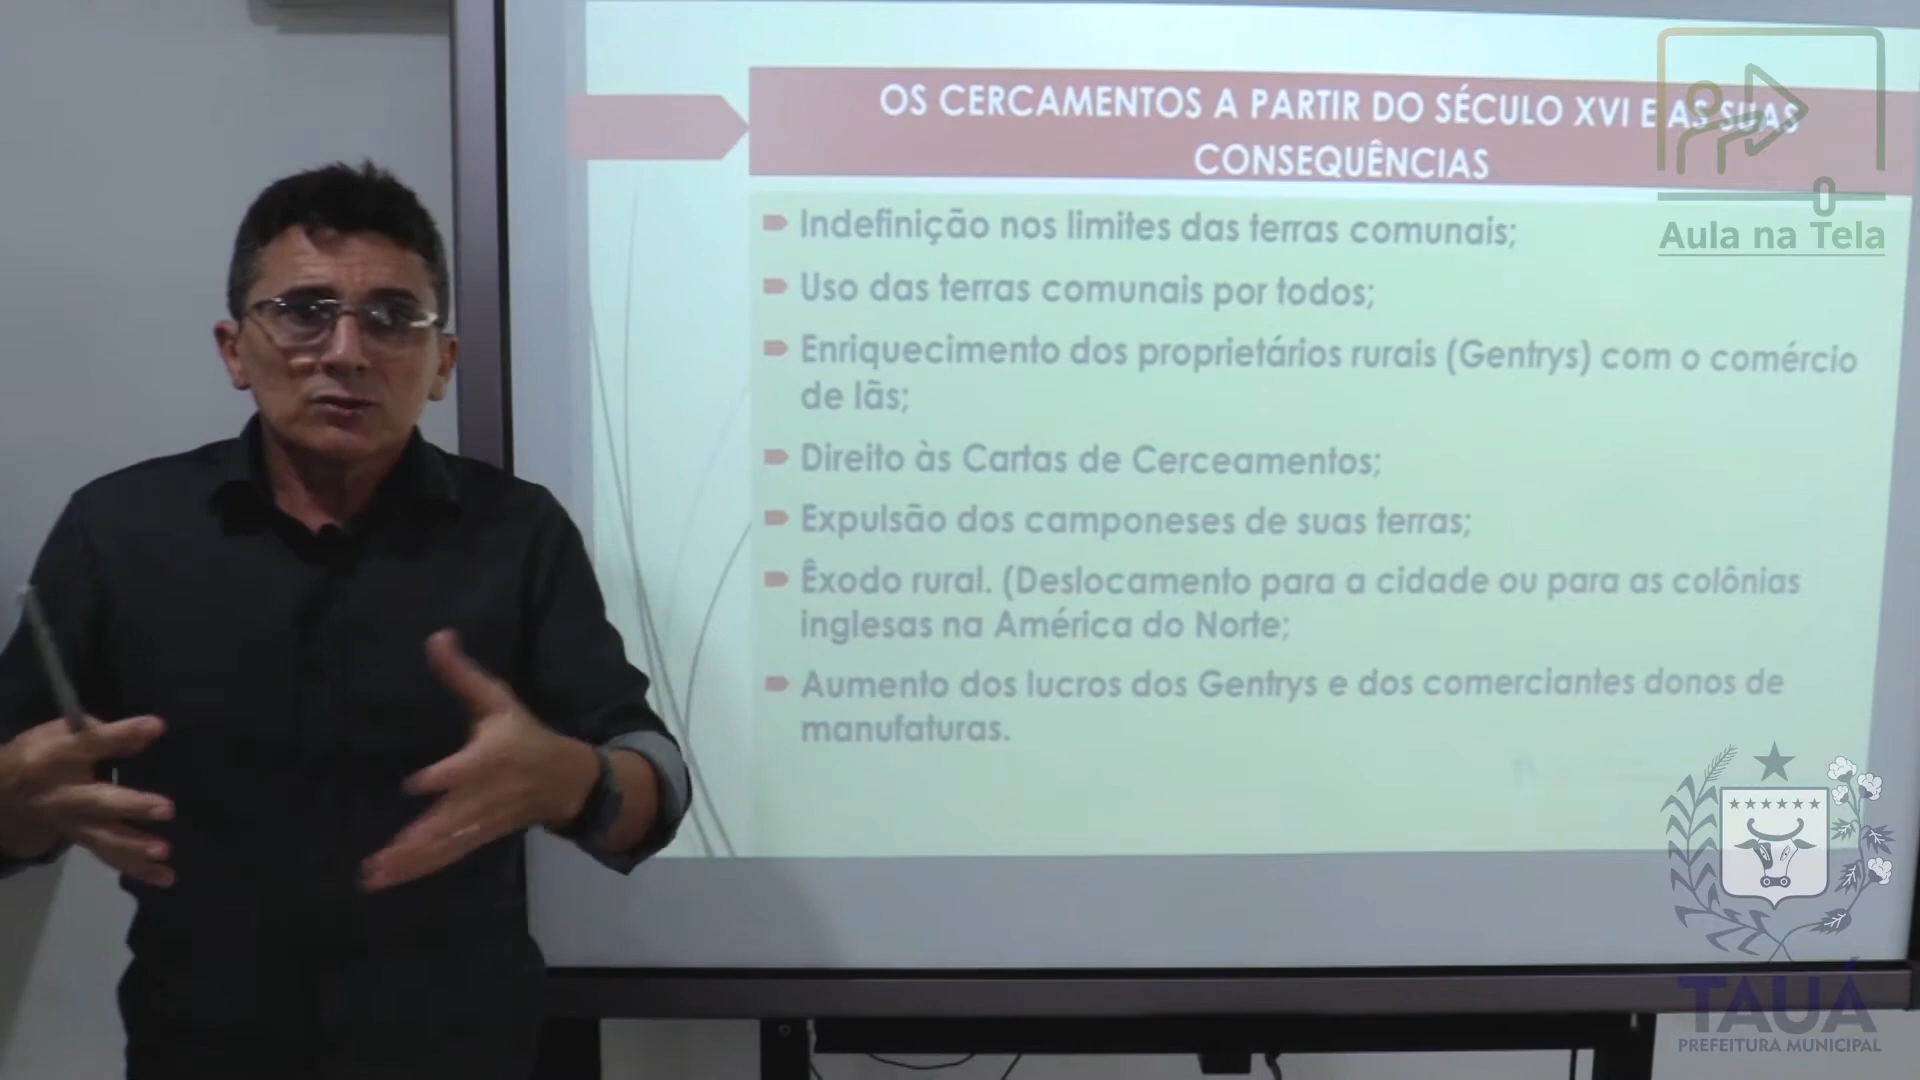 OS CERCAMENTOS A PARTIR DO SÉCULO XVI E AS SUAS
CONSEQUÊNCIAS
Aula na Tela
Indefinição nos limites das terras comunais;
Uso das terras comunais por todos;
Enriquecimento dos proprietários rurais (Gentrys) com o comércio
de lãs;
Direito às Cartas de Cerceamentos;
Expulsão dos camponeses de suas terras;
Êxodo rural. (Deslocamento para a cidade ou para as colônias
inglesas na América do Norte;
Aumento dos lucros dos Gentrys e dos comerciantes donos de
manufaturas.
TAUÁ
PREFEITURA MUNICIPAL